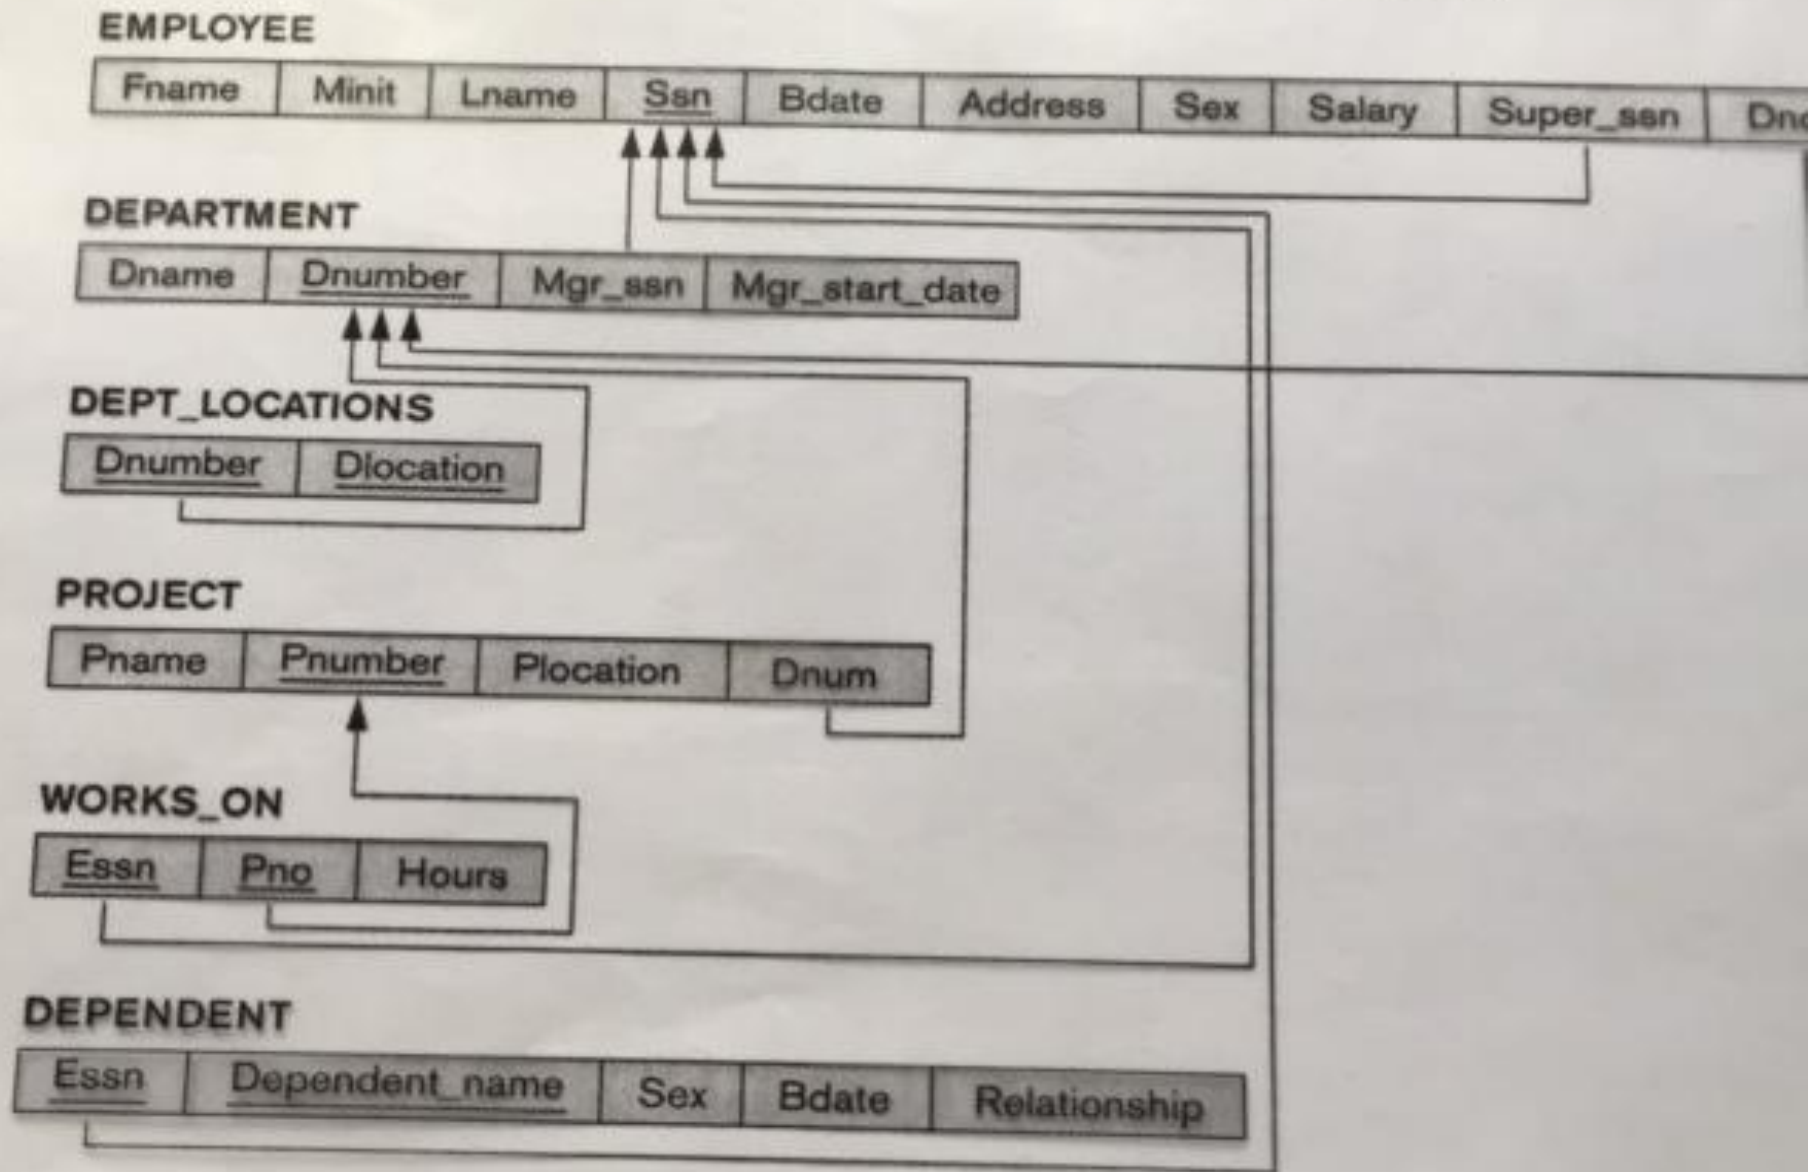 EMPLOYEE
Fname Minit Lname Ssn Bdate Address Sex Salary Super_ssn
DEPARTMENT
Dname Dnumber Mgr_ssn Mgr_start_date
DEPT_LOCATIONS
Dnumber Dlocation
PROJECT
Pname Pnumber Plocation Dnum
WORKS_ON
Essn Pno Hours
DEPENDENT
Essn Dependent_name Sex Bdate Relationship